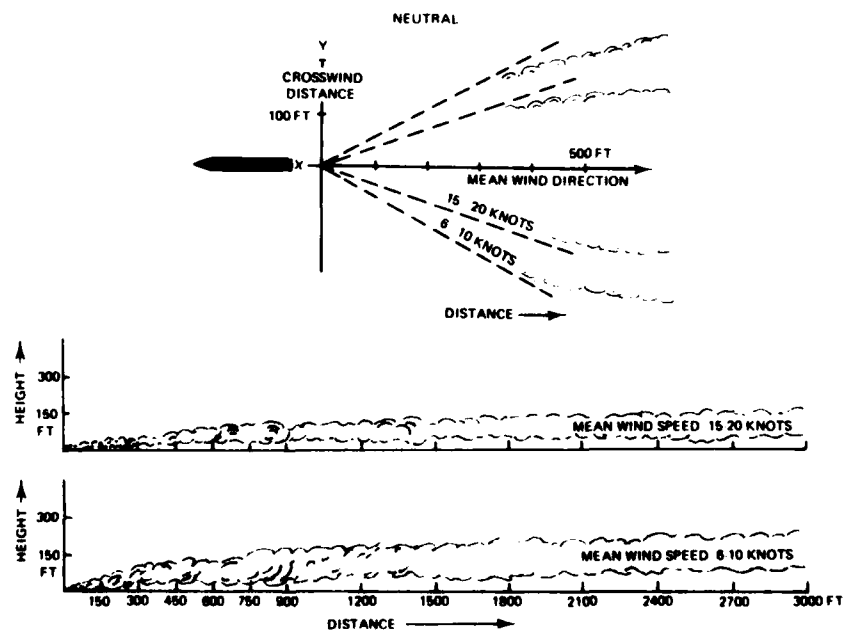 NEUTRAL
Y
CROSSWIND
DISTANCE
100 FT
X
500 FT
MEAN WIND DIRECTION
15 20 KNOTS
6 10 KNOTS
DISTANCE
HEIGHT
300
150
FT
MEAN WIND SPEED 15 20 KNOTS
HEIGHT
300
150
FT
MEAN WIND SPEED 6 10 KNOTS
150 300 450 600 750 900 1200 1500 1800 2100 2400 2700 3000 FT
DISTANCE